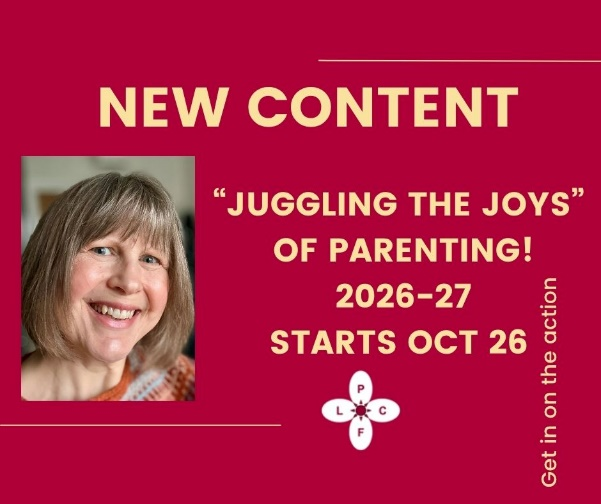 NEW CONTENT
“JUGGLING THE JOYS”
OF PARENTING!
2026-27
STARTS OCT 26
Get in on the action
P
L C
F